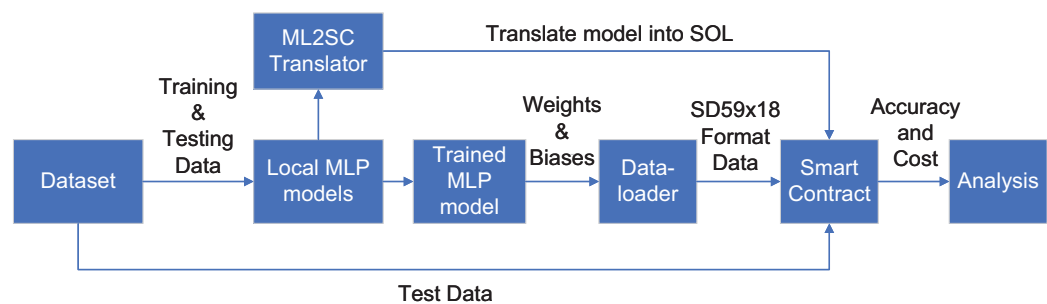 ML2SC
Translator
Translate model into SOL
Training
&
Testing
Data
Weights
&
Biases
SD59x18
Format
Data
Accuracy
and
Cost
Dataset
Local MLP
models
Trained
MLP
model
Data-
loader
Smart
Contract
Analysis
Test Data